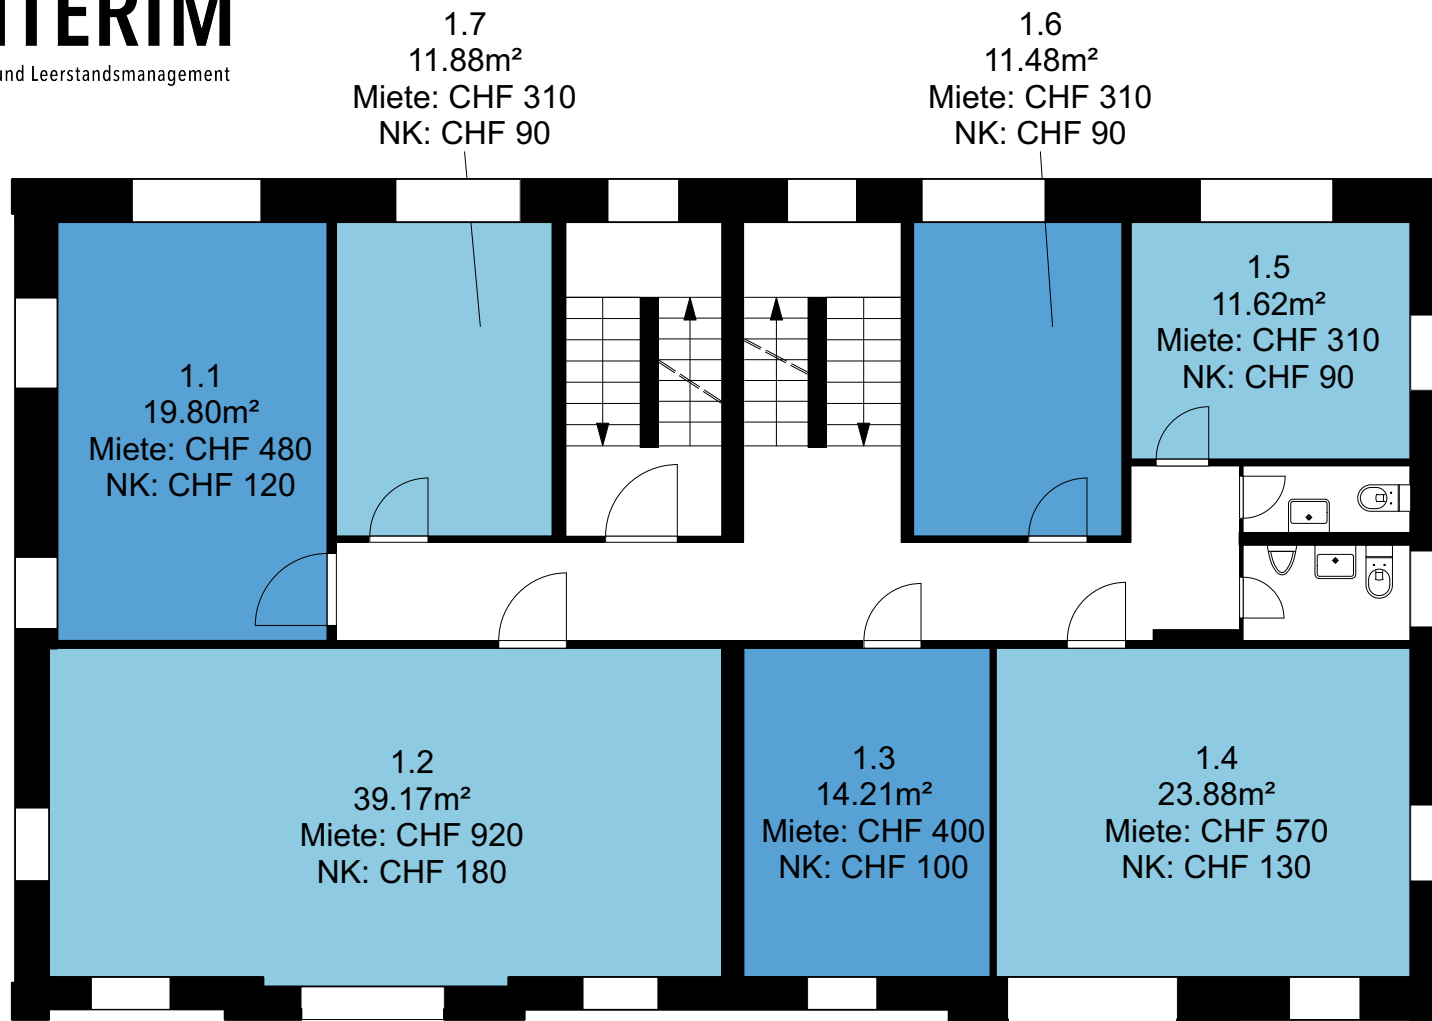 TERIM
und Leerstandsmanagement
1.7
11.88m²
Miete: CHF 310
NK: CHF 90
1.6
11.48m²
Miete: CHF 310
NK: CHF 90
1.5
11.62m²
Miete: CHF 310
NK: CHF 90
1.1
19.80m²
Miete: CHF 480
NK: CHF 120
1.2
39.17m²
Miete: CHF 920
NK: CHF 180
1.3
14.21m²
Miete: CHF 400
NK: CHF 100
1.4
23.88m²
Miete: CHF 570
NK: CHF 130